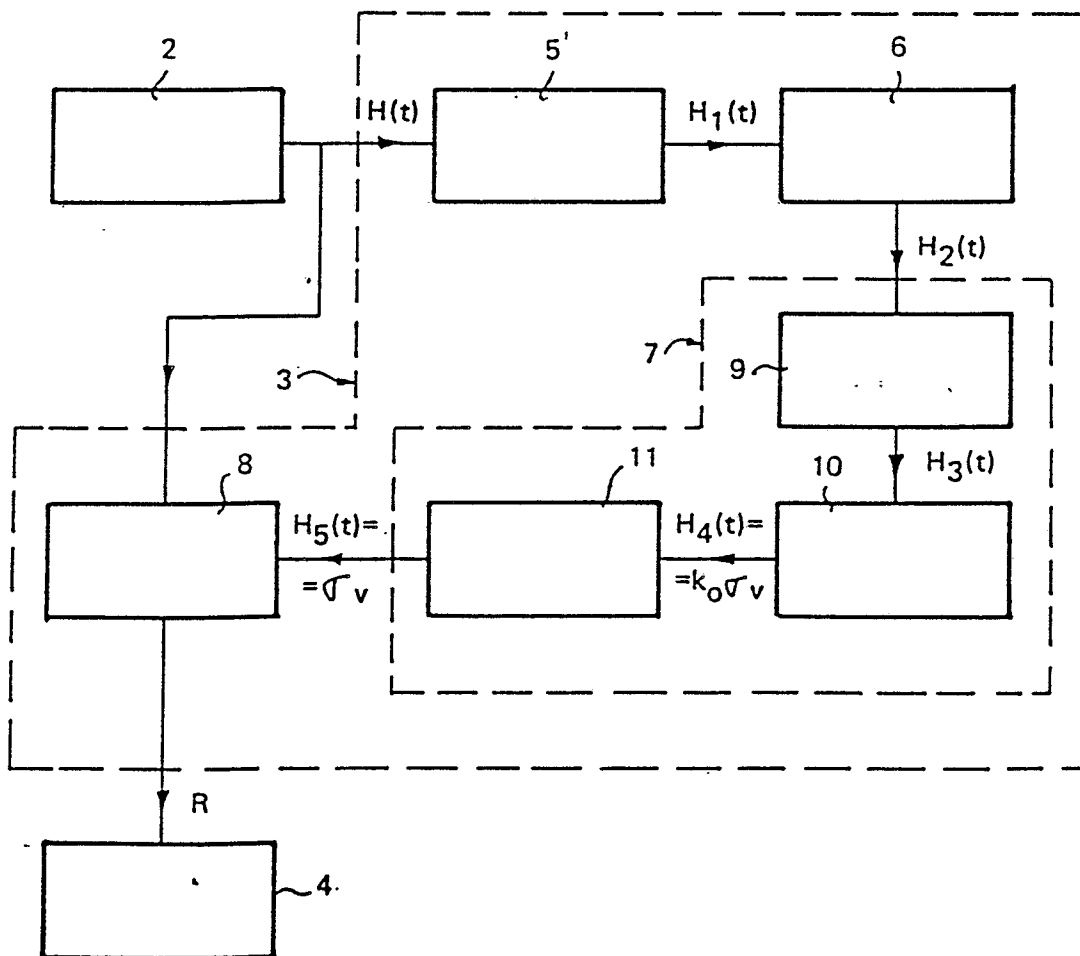 2
5'
6
H(t)
H₁(t)
H₂(t)
7
9
3
H₃(t)
8
11
10
H₅(t)=
=σᵥ
H₄(t)=
=k₀σᵥ
R
4